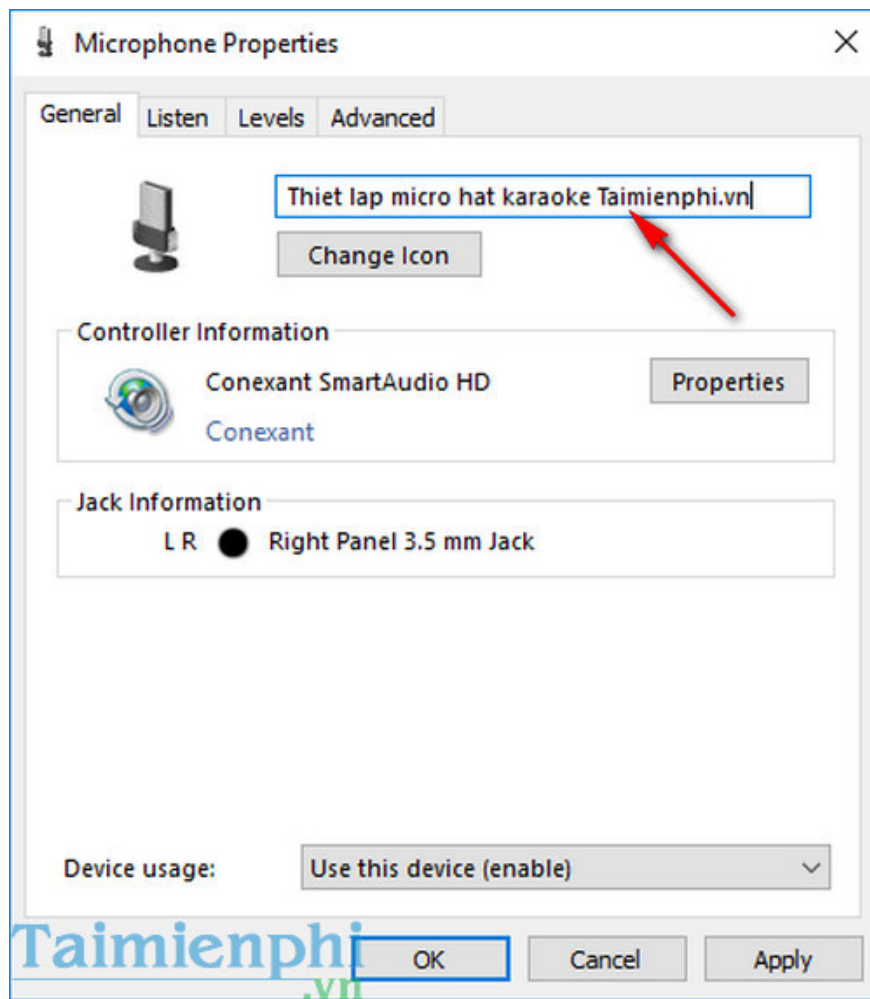 Microphone Properties
General Listen Levels Advanced
Thiet lap micro hat karaoke Taimienphi.vn
Change Icon
Controller Information
Conexant SmartAudio HD
Properties
Conexant
Jack Information
L R Right Panel 3.5 mm Jack
Device usage: Use this device (enable)
OK Cancel Apply
Taimienphi
.vn